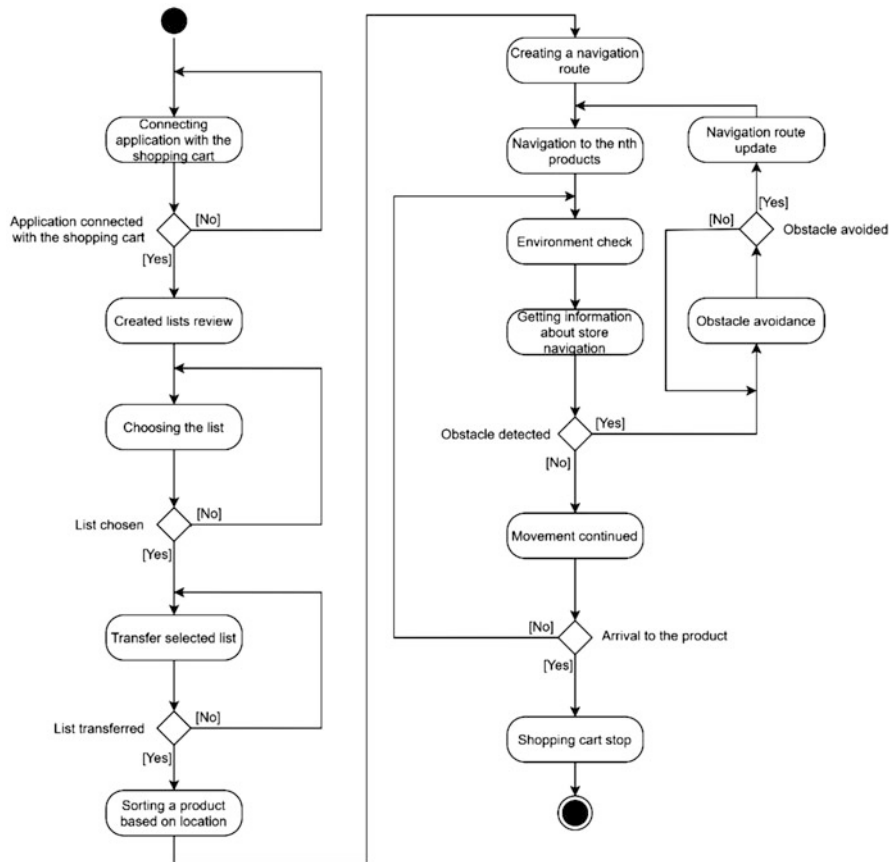 Connecting
application with the
shopping cart
Application connected
with the shopping cart
[No]
[Yes]
Created lists review
Choosing the list
List chosen
[No]
[Yes]
Transfer selected list
List transferred
[No]
[Yes]
Sorting a product
based on location
Creating a navigation
route
Navigation to the nth
products
Environment check
Getting information
about store
navigation
Obstacle detected
[Yes]
[No]
Obstacle avoidance
Obstacle avoided
[No]
[Yes]
Navigation route
update
Movement continued
Arrival to the product
[No]
[Yes]
Shopping cart stop